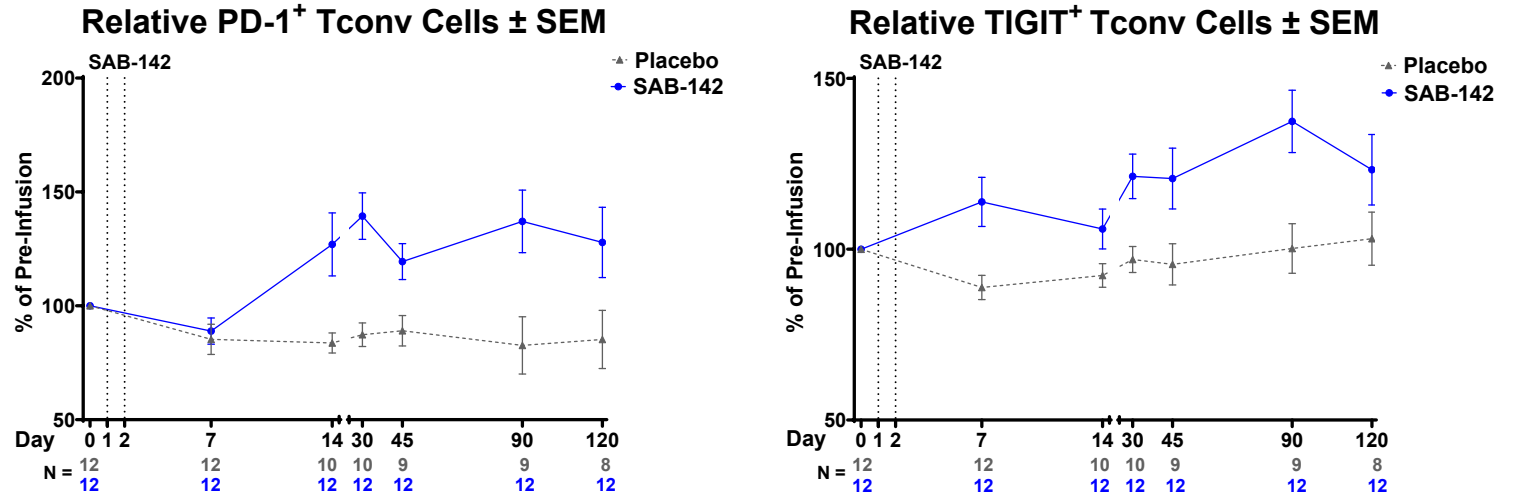 Relative PD-1⁺ Tconv Cells ± SEM
SAB-142
Placebo
SAB-142
% of Pre-Infusion
200
150
100
50
Day 0 1 2 7 14 30 45 90 120
N = 12 12 10 10 9 9 8
12 12 12 12 12 12 12
Relative TIGIT⁺ Tconv Cells ± SEM
SAB-142
Placebo
SAB-142
% of Pre-Infusion
150
100
50
Day 0 1 2 7 14 30 45 90 120
N = 12 12 10 10 9 9 8
12 12 12 12 12 12 12